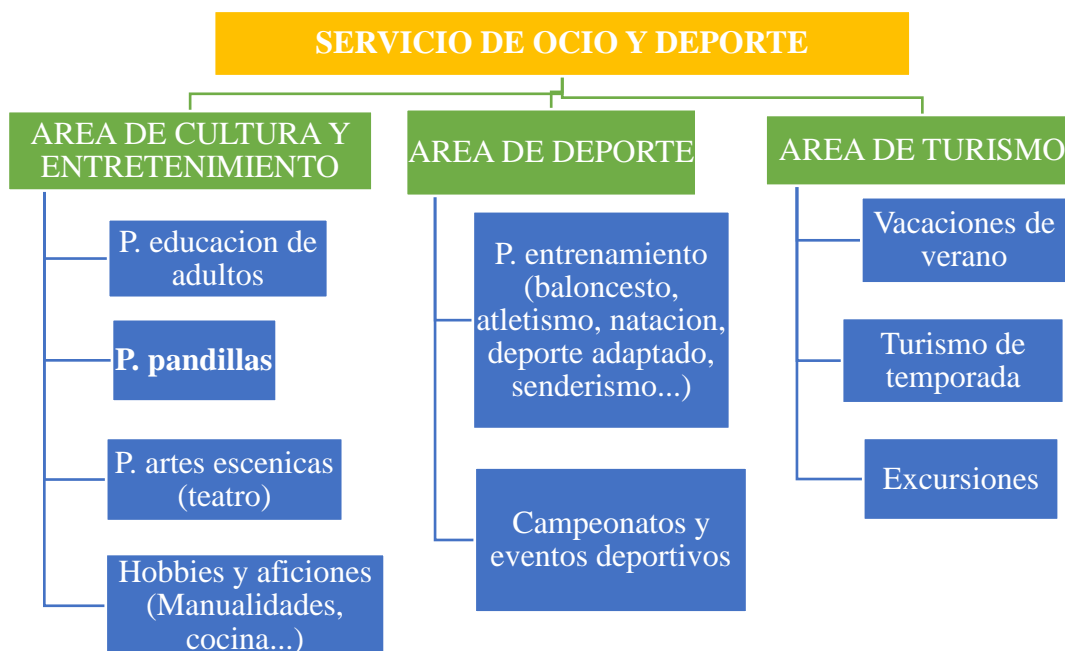 SERVICIO DE OCIO Y DEPORTE
AREA DE CULTURA Y
ENTRETENIMIENTO
P. educacion de
adultos
P. pandillas
P. artes escenicas
(teatro)
Hobbies y aficiones
(Manualidades,
cocina...)
AREA DE DEPORTE
P. entrenamiento
(baloncesto,
atletismo, natacion,
deporte adaptado,
senderismo...)
Campeonatos y
eventos deportivos
AREA DE TURISMO
Vacaciones de
verano
Turismo de
temporada
Excursiones